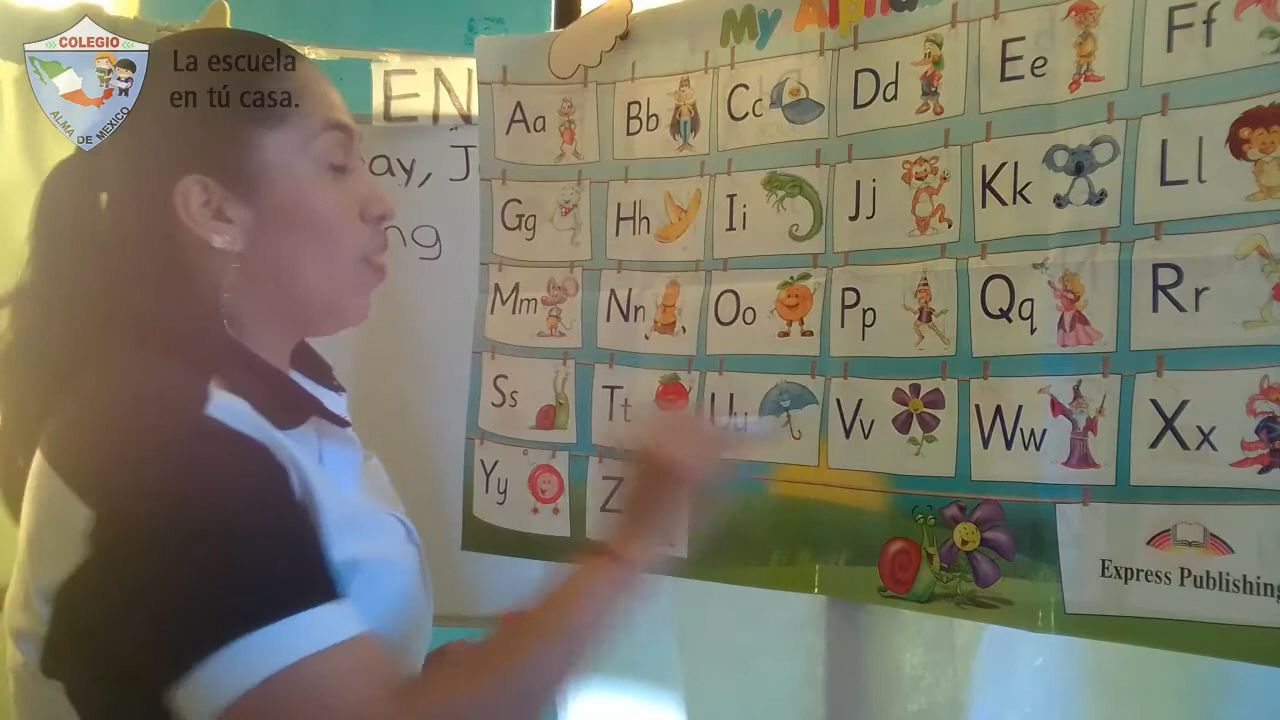 COLEGIO
ALMA DE MEXICO
La escuela
en tú casa.
EN
ay, J
ng
My Alpha
Aa Bb Cc Dd Ee Ff
Gg Hh Ii Jj Kk Ll
Mm Nn Oo Pp Qq Rr
Ss Tt Uu Vv Ww Xx
Yy Z
Express Publishing